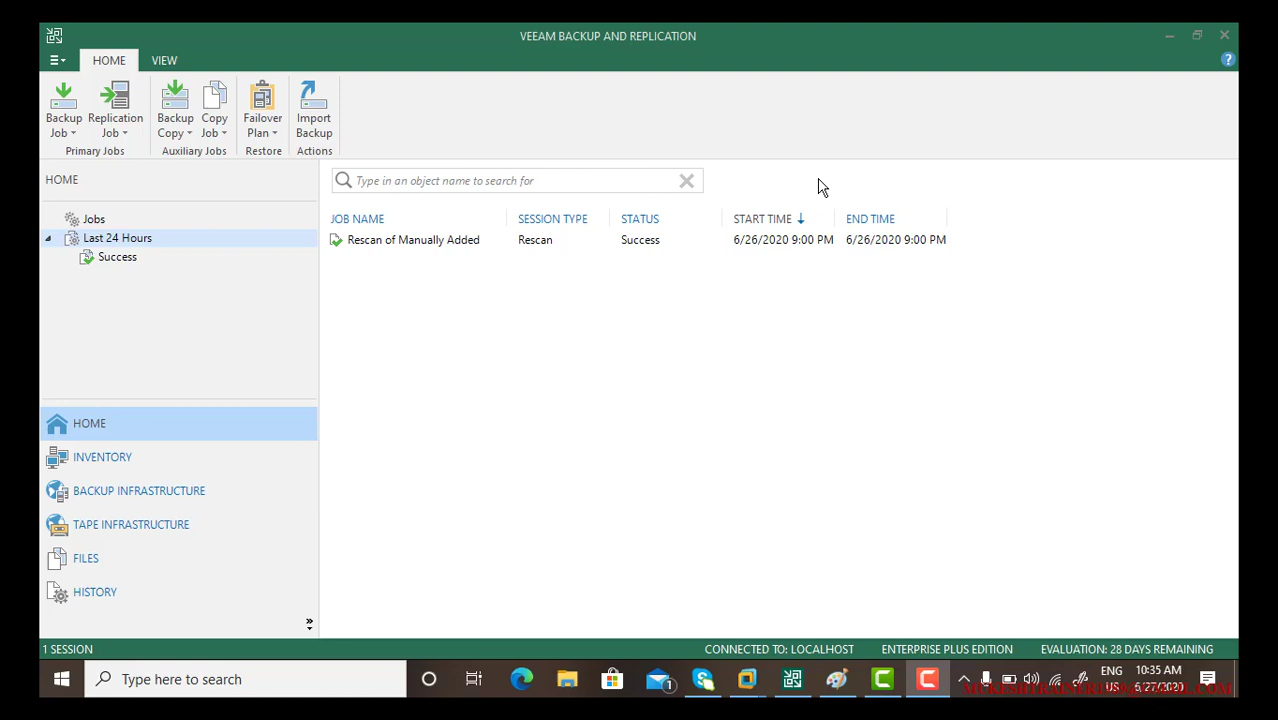 VEEAM BACKUP AND REPLICATION
HOME VIEW
Backup Job Replication Job Backup Copy Copy Job Failover Plan Import Backup
Primary Jobs Auxiliary Jobs Restore Actions
HOME
Type in an object name to search for
Jobs
Last 24 Hours
Success
JOB NAME SESSION TYPE STATUS START TIME END TIME
Rescan of Manually Added Rescan Success 6/26/2020 9:00 PM 6/26/2020 9:00 PM
HOME
INVENTORY
BACKUP INFRASTRUCTURE
TAPE INFRASTRUCTURE
FILES
HISTORY
1 SESSION CONNECTED TO: LOCALHOST ENTERPRISE PLUS EDITION EVALUATION: 28 DAYS REMAINING
Type here to search
1
ENG
US
10:35 AM
6/27/2020